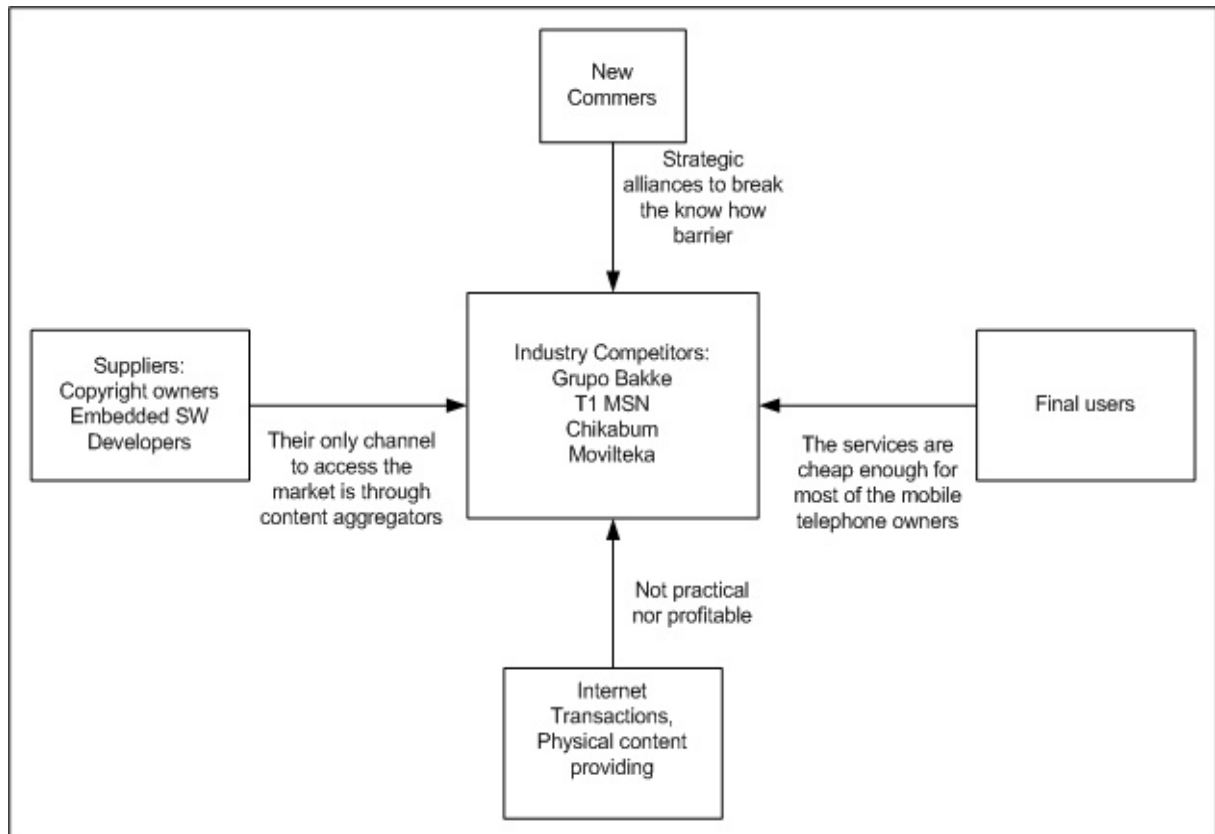 New
Commers
Strategic
alliances to break
the know how
barrier
Suppliers:
Copyright owners
Embedded SW
Developers
Their only channel
to access the
market is through
content aggregators
Industry Competitors:
Grupo Bakke
T1 MSN
Chikabum
Movilteka
Final users
The services are
cheap enough for
most of the mobile
telephone owners
Not practical
nor profitable
Internet
Transactions,
Physical content
providing